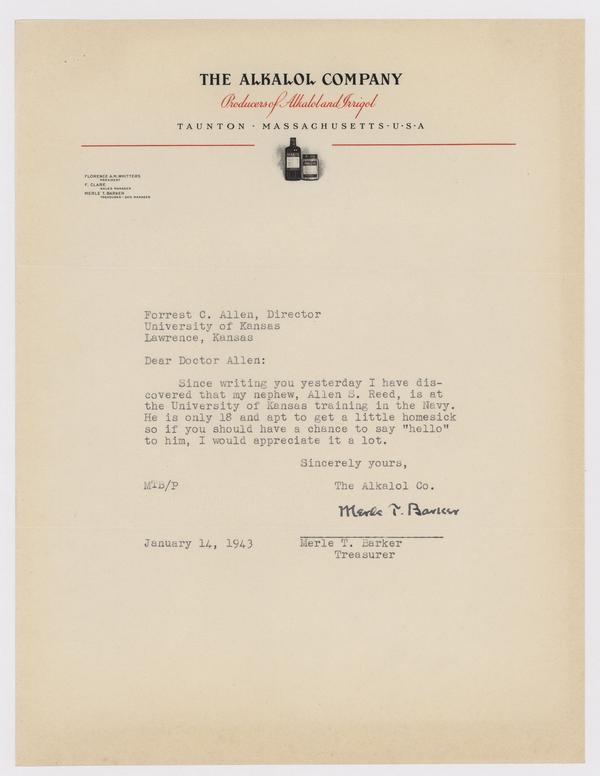 THE ALKALOL COMPANY
Producers of Alkalol and Irrigol
TAUNTON · MASSACHUSETTS · U · S · A
FLORENCE A.M. WHITTERS
PRESIDENT
F. CLARE
SALES MANAGER
MERLE T. BARKER
TREASURER - GEN MANAGER
Forrest C. Allen, Director
University of Kansas
Lawrence, Kansas
Dear Doctor Allen:
Since writing you yesterday I have dis-
covered that my nephew, Allen S. Reed, is at
the University of Kansas training in the Navy.
He is only 18 and apt to get a little homesick
so if you should have a chance to say "hello"
to him, I would appreciate it a lot.
Sincerely yours,
MTB/P The Alkalol Co.
Merle T. Barker
January 14, 1943 Merle T. Barker
Treasurer